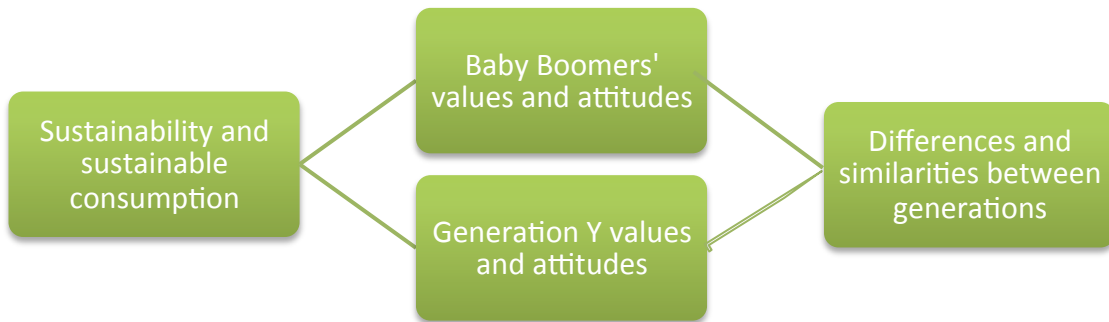 Sustainability and
sustainable
consumption
Baby Boomers'
values and attitudes
Generation Y values
and attitudes
Differences and
similarities between
generations